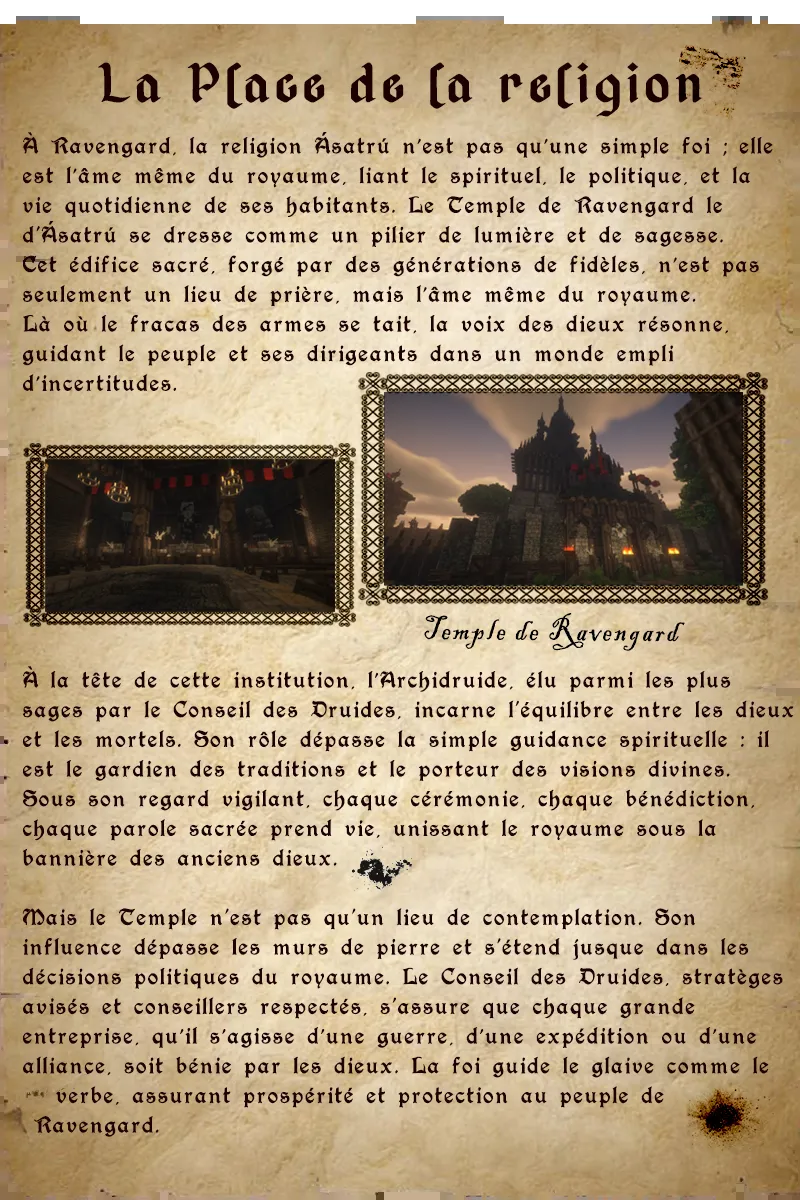 La Place de la religion
À Ravengard, la religion Ásatrú n'est pas qu'une simple foi ; elle
est l'âme même du royaume, liant le spirituel, le politique, et la
vie quotidienne de ses habitants. Le Temple de Ravengard le
d'Ásatrú se dresse comme un pilier de lumière et de sagesse.
Cet édifice sacré, forgé par des générations de fidèles, n'est pas
seulement un lieu de prière, mais l'âme même du royaume.
Là où le fracas des armes se tait, la voix des dieux résonne,
guidant le peuple et ses dirigeants dans un monde empli
d'incertitudes.
Temple de Ravengard
À la tête de cette institution, l'Archidruide, élu parmi les plus
sages par le Conseil des Druides, incarne l'équilibre entre les dieux
et les mortels. Son rôle dépasse la simple guidance spirituelle : il
est le gardien des traditions et le porteur des visions divines.
Sous son regard vigilant, chaque cérémonie, chaque bénédiction,
chaque parole sacrée prend vie, unissant le royaume sous la
bannière des anciens dieux.
Mais le Temple n'est pas qu'un lieu de contemplation. Son
influence dépasse les murs de pierre et s'étend jusque dans les
décisions politiques du royaume. Le Conseil des Druides, stratèges
avisés et conseillers respectés, s'assure que chaque grande
entreprise, qu'il s'agisse d'une guerre, d'une expédition ou d'une
alliance, soit bénie par les dieux. La foi guide le glaive comme le
verbe, assurant prospérité et protection au peuple de
Ravengard.